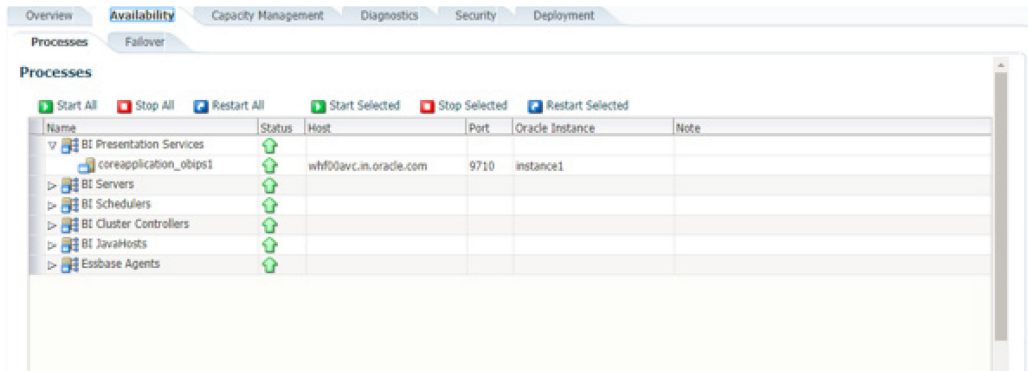 Overview Availability Capacity Management Diagnostics Security Deployment
Processes Failover
Processes
Start All Stop All Restart All Start Selected Stop Selected Restart Selected
Name Status Host Port Oracle Instance Note
BI Presentation Services
coreapplication_obips1 whf00avc.in.oracle.com 9710 instance1
BI Servers
BI Schedulers
BI Cluster Controllers
BI JavaHosts
Essbase Agents